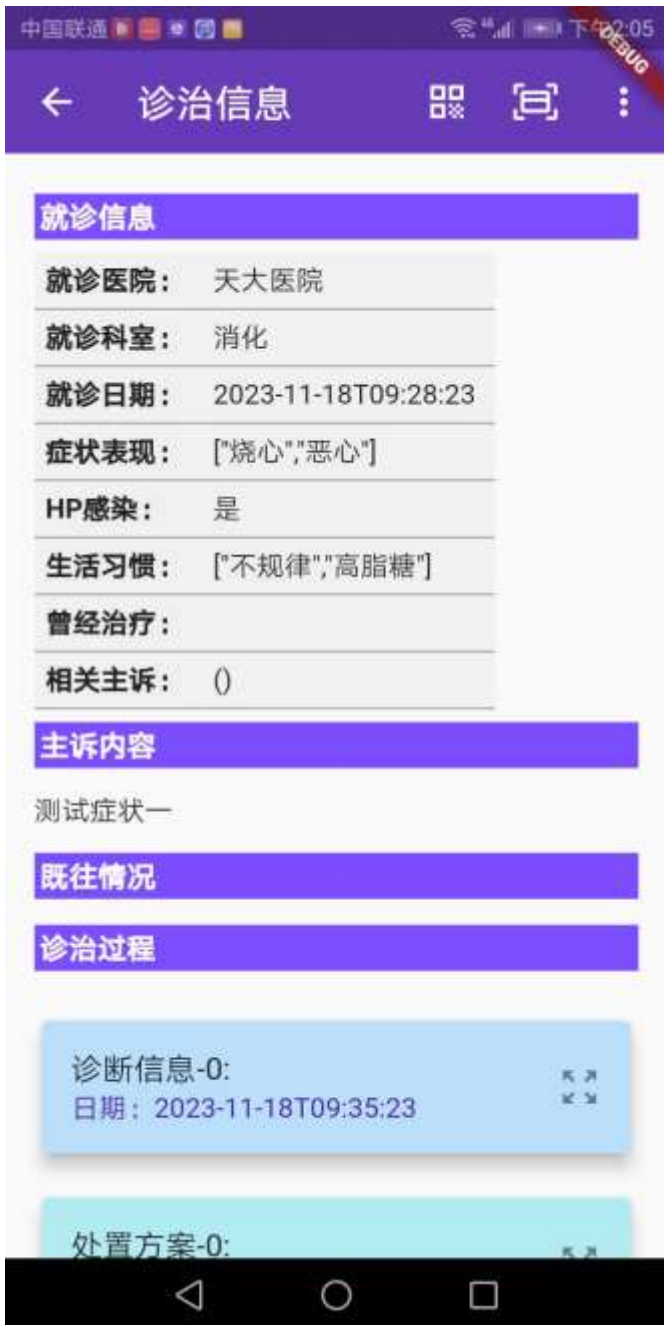 中国联通 下午2:05
DEBUG
诊治信息
就诊信息
就诊医院： 天大医院
就诊科室： 消化
就诊日期： 2023-11-18T09:28:23
症状表现： ["烧心","恶心"]
HP感染： 是
生活习惯： ["不规律","高脂糖"]
曾经治疗：
相关主诉： ()
主诉内容
测试症状一
既往情况
诊治过程
诊断信息-0:
日期：2023-11-18T09:35:23
处置方案-0: